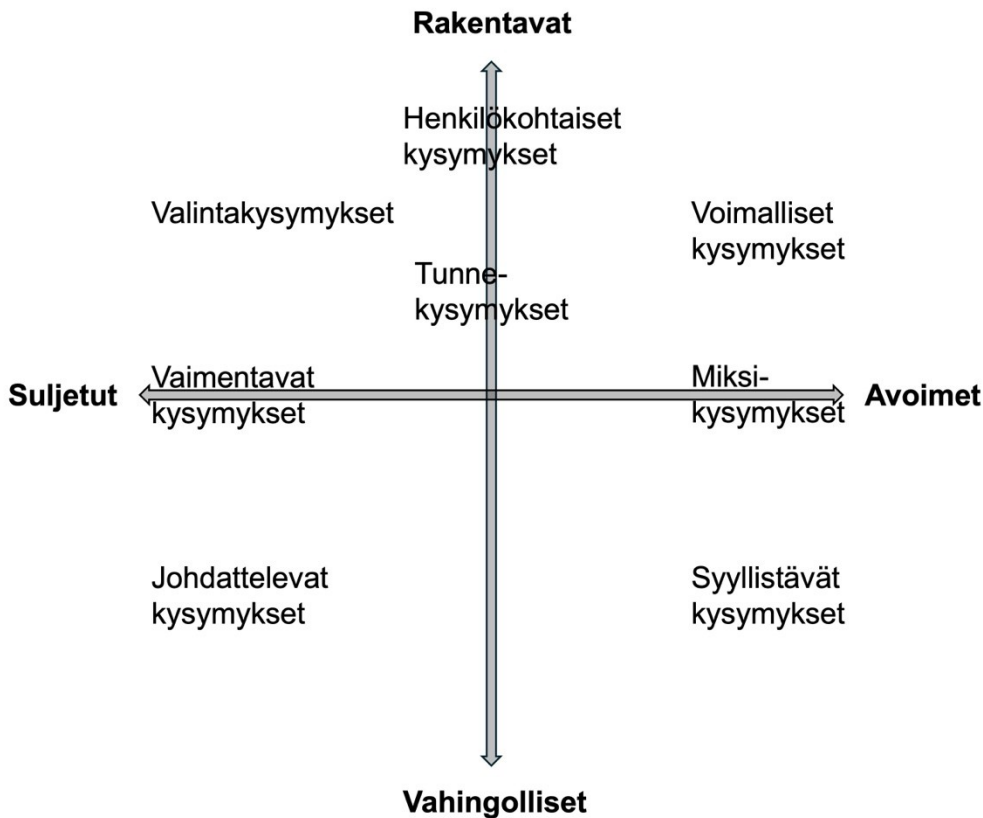 Rakentavat
Henkilökohtaiset
kysymykset
Valintakysymykset
Voimalliset
kysymykset
Tunne-
kysymykset
Suljetut
Vaimentavat
kysymykset
Miksi-
kysymykset
Avoimet
Johdattelevat
kysymykset
Syyllistävät
kysymykset
Vahingolliset